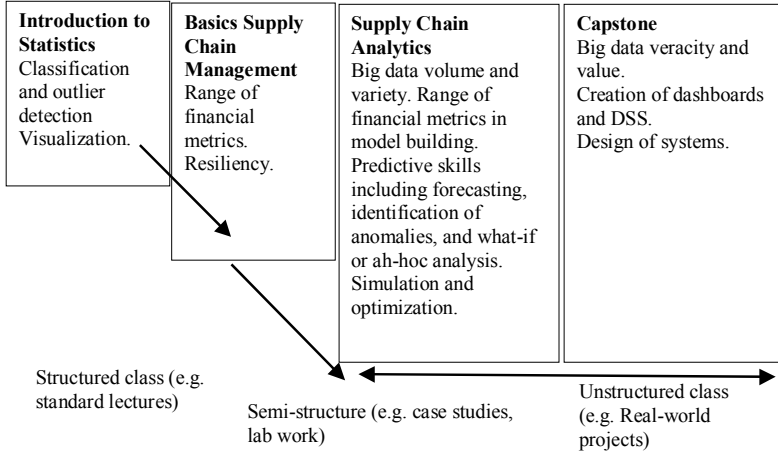 Introduction to
Statistics
Classification
and outlier
detection
Visualization.
Basics Supply
Chain
Management
Range of
financial
metrics.
Resiliency.
Supply Chain
Analytics
Big data volume and
variety. Range of
financial metrics in
model building.
Predictive skills
including forecasting,
identification of
anomalies, and what-if
or ah-hoc analysis.
Simulation and
optimization.
Capstone
Big data veracity and
value.
Creation of dashboards
and DSS.
Design of systems.
Structured class (e.g.
standard lectures)
Semi-structure (e.g. case studies,
lab work)
Unstructured class
(e.g. Real-world
projects)